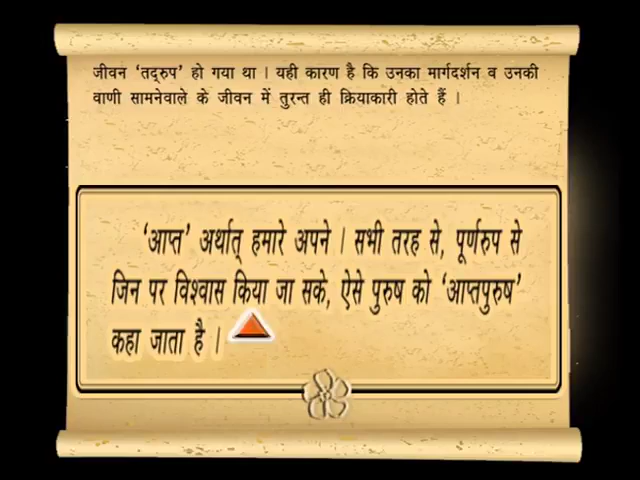 जीवन ‘तद्रुप’ हो गया था । यही कारण है कि उनका मार्गदर्शन व उनकी
वाणी सामनेवाले के जीवन में तुरन्त ही क्रियाकारी होते हैं ।
‘आप्त’ अर्थात् हमारे अपने । सभी तरह से, पूर्णरुप से
जिन पर विश्वास किया जा सके, ऐसे पुरुष को ‘आप्तपुरुष’
कहा जाता है ।